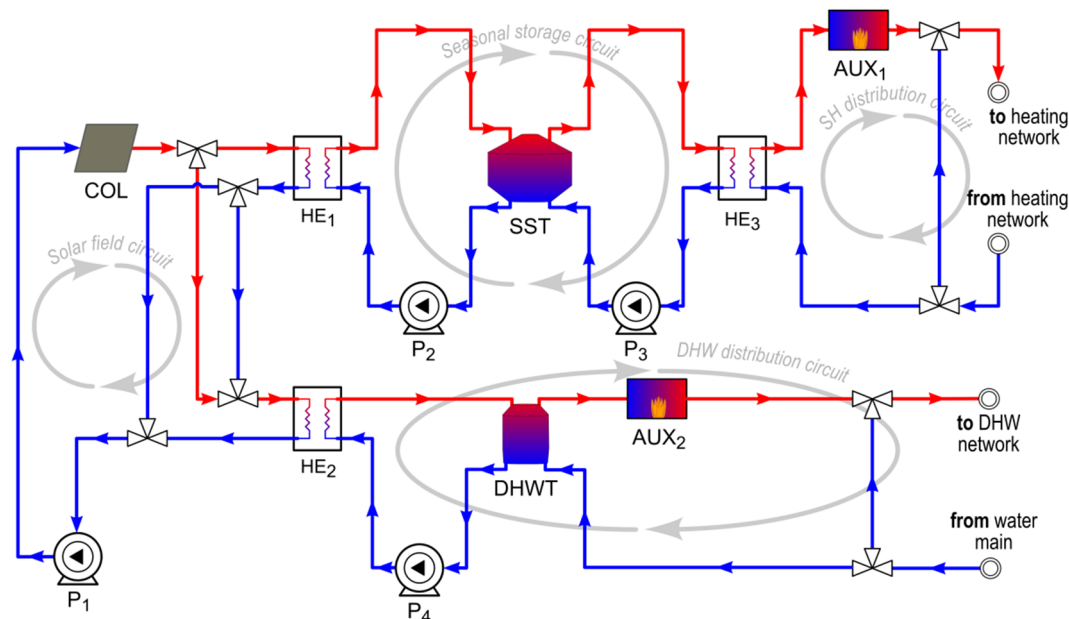 Seasonal storage circuit
AUX1
SH distribution circuit
to heating
network
COL
HE1
SST
HE3
from heating
network
Solar field circuit
P2
P3
DHW distribution circuit
AUX2
to DHW
network
HE2
DHWT
from water
main
P1
P4